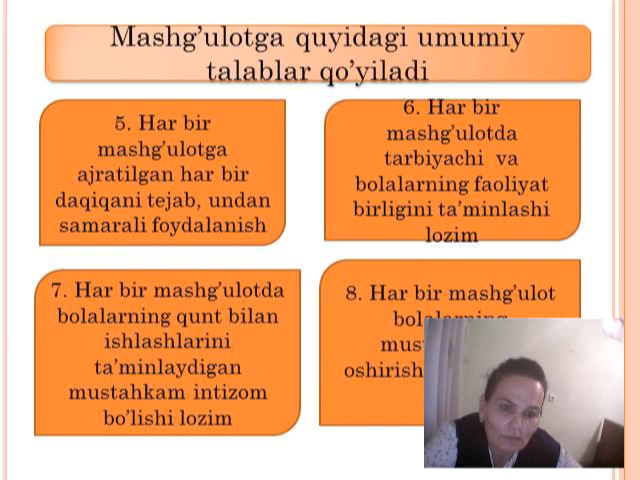 Mashg’ulotga quyidagi umumiy
talablar qo’yiladi
5. Har bir
mashg’ulotga
ajratilgan har bir
daqiqani tejab, undan
samarali foydalanish
6. Har bir
mashg’ulotda
tarbiyachi va
bolalarning faoliyat
birligini ta’minlashi
lozim
7. Har bir mashg’ulotda
bolalarning qunt bilan
ishlashlarini
ta’minlaydigan
mustahkam intizom
bo’lishi lozim
8. Har bir mashg’ulot
bolalarning
oshirish